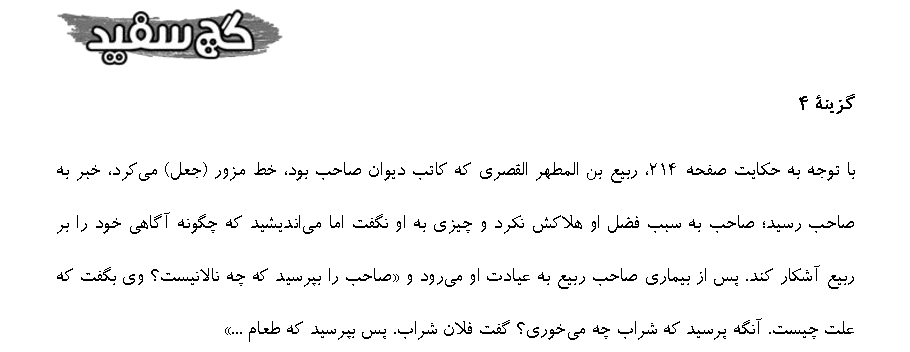 گچ سفید
گزینهٔ ۴
با توجه به حکایت صفحه ۲۱۴، ربیع بن المطهر القصری که کاتب دیوان صاحب بود، خط مزور (جعل) می‌کرد، خبر به
صاحب رسید؛ صاحب به سبب فضل او هلاکش نکرد و چیزی به او نگفت اما می‌اندیشید که چگونه آگاهی خود را بر
ربیع آشکار کند. پس از بیماری صاحب ربیع به عیادت او می‌رود و «صاحب را بپرسید که چه نالانیست؟ وی بگفت که
علت چیست. آنگه پرسید که شراب چه می‌خوری؟ گفت فلان شراب. پس بپرسید که طعام ...»